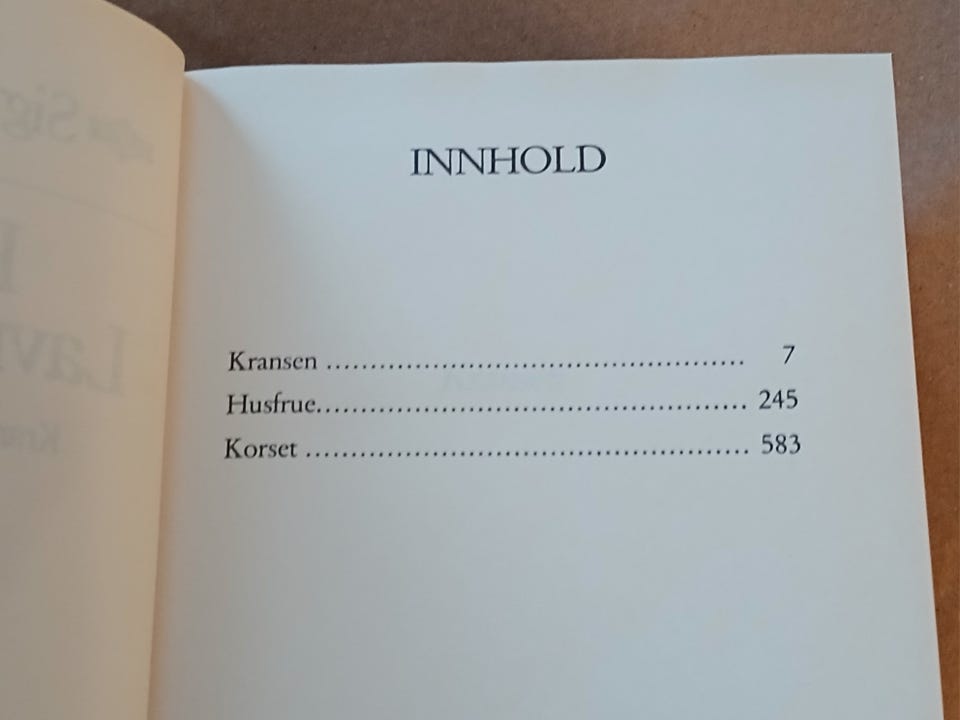 INNHOLD
Kransen ............................................... 7
Husfrue................................................ 245
Korset .................................................. 583